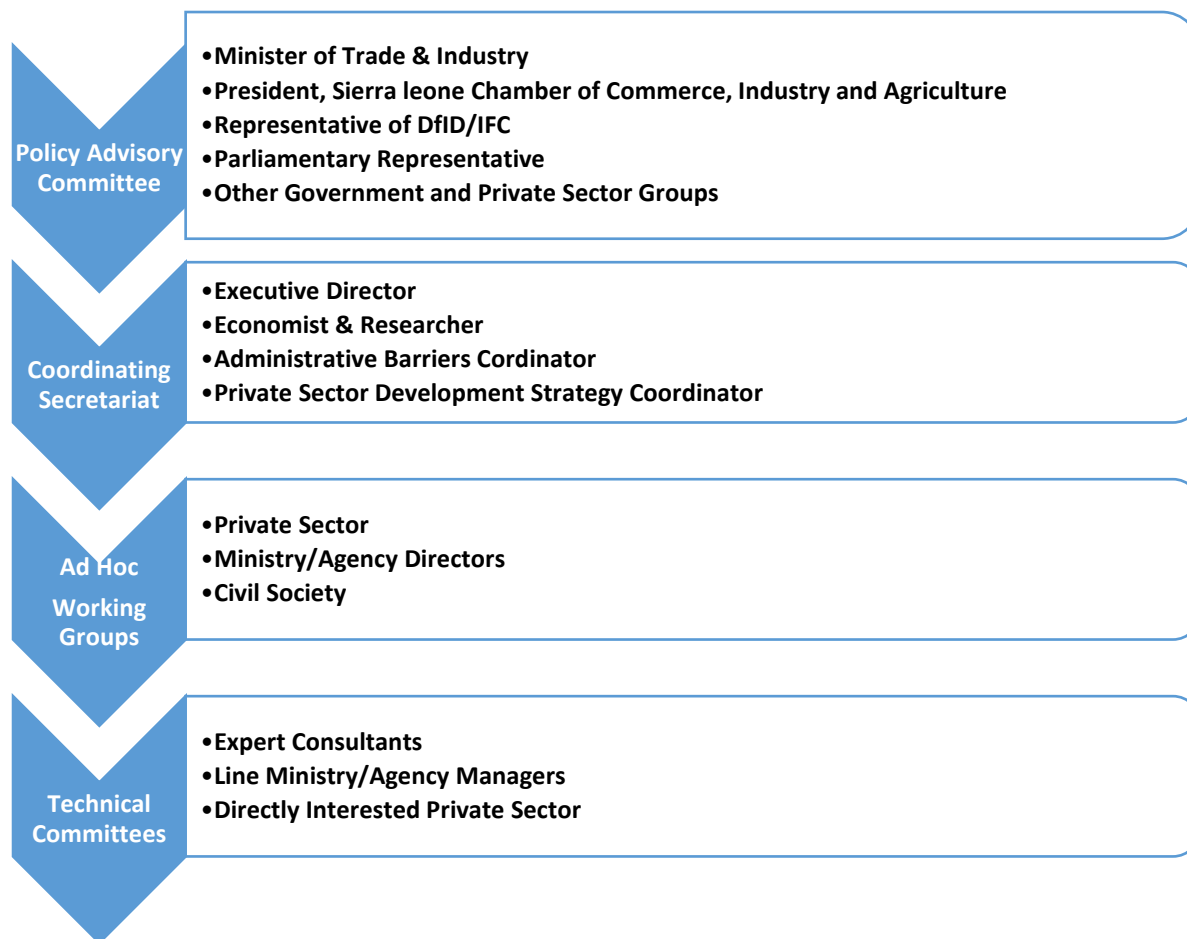 Policy Advisory
Committee
•Minister of Trade & Industry
•President, Sierra leone Chamber of Commerce, Industry and Agriculture
•Representative of DfID/IFC
•Parliamentary Representative
•Other Government and Private Sector Groups
Coordinating
Secretariat
•Executive Director
•Economist & Researcher
•Administrative Barriers Cordinator
•Private Sector Development Strategy Coordinator
Ad Hoc
Working
Groups
•Private Sector
•Ministry/Agency Directors
•Civil Society
Technical
Committees
•Expert Consultants
•Line Ministry/Agency Managers
•Directly Interested Private Sector